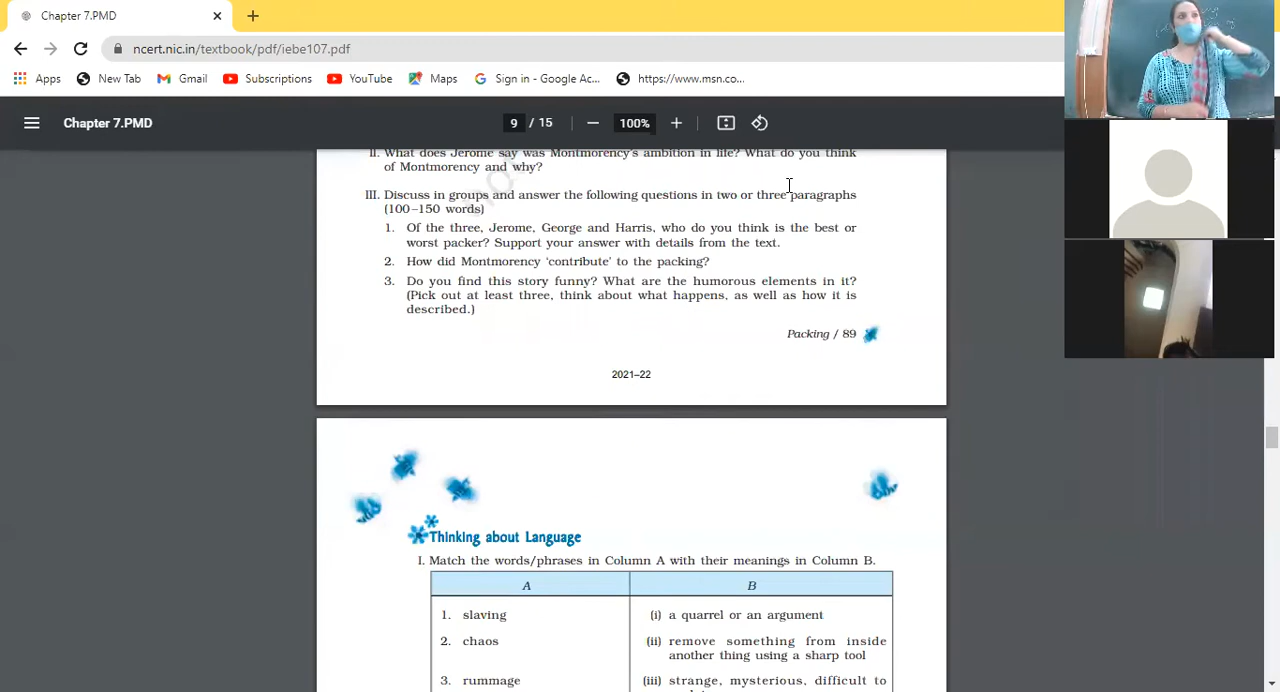 Chapter 7.PMD
ncert.nic.in/textbook/pdf/iebe107.pdf
Apps New Tab Gmail Subscriptions YouTube Maps Sign in - Google Ac... https://www.msn.co...
Chapter 7.PMD 9 / 15 100%
II. What does Jerome say was Montmorency's ambition in life? What do you think
of Montmorency and why?
III. Discuss in groups and answer the following questions in two or three paragraphs
(100–150 words)
1. Of the three, Jerome, George and Harris, who do you think is the best or
worst packer? Support your answer with details from the text.
2. How did Montmorency 'contribute' to the packing?
3. Do you find this story funny? What are the humorous elements in it?
(Pick out at least three, think about what happens, as well as how it is
described.)
Packing / 89
2021–22
Thinking about Language
I. Match the words/phrases in Column A with their meanings in Column B.
A B
1. slaving (i) a quarrel or an argument
2. chaos (ii) remove something from inside
another thing using a sharp tool
3. rummage (iii) strange, mysterious, difficult to